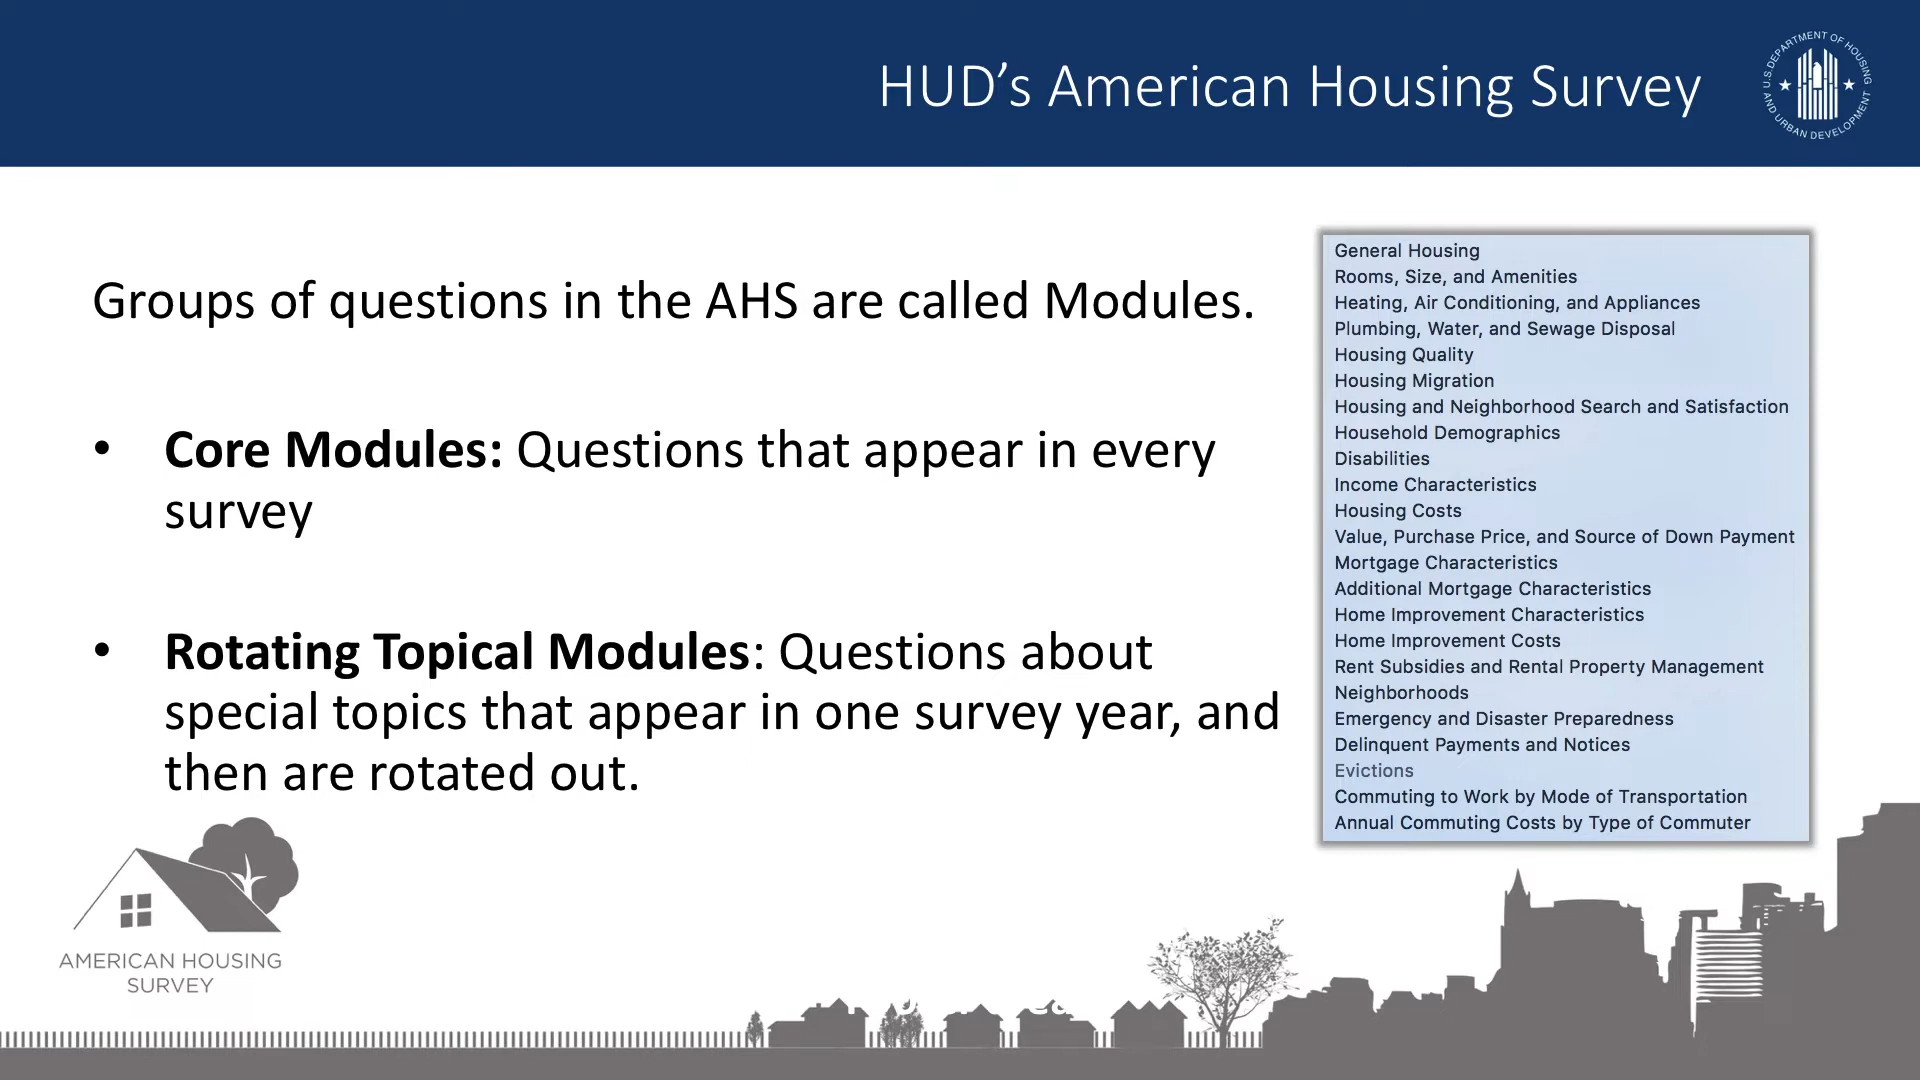 HUD’s American Housing Survey
U.S. DEPARTMENT OF HOUSING
AND URBAN DEVELOPMENT
Groups of questions in the AHS are called Modules.
• Core Modules: Questions that appear in every
survey
• Rotating Topical Modules: Questions about
special topics that appear in one survey year, and
then are rotated out.
General Housing
Rooms, Size, and Amenities
Heating, Air Conditioning, and Appliances
Plumbing, Water, and Sewage Disposal
Housing Quality
Housing Migration
Housing and Neighborhood Search and Satisfaction
Household Demographics
Disabilities
Income Characteristics
Housing Costs
Value, Purchase Price, and Source of Down Payment
Mortgage Characteristics
Additional Mortgage Characteristics
Home Improvement Characteristics
Home Improvement Costs
Rent Subsidies and Rental Property Management
Neighborhoods
Emergency and Disaster Preparedness
Delinquent Payments and Notices
Evictions
Commuting to Work by Mode of Transportation
Annual Commuting Costs by Type of Commuter
AMERICAN HOUSING
SURVEY